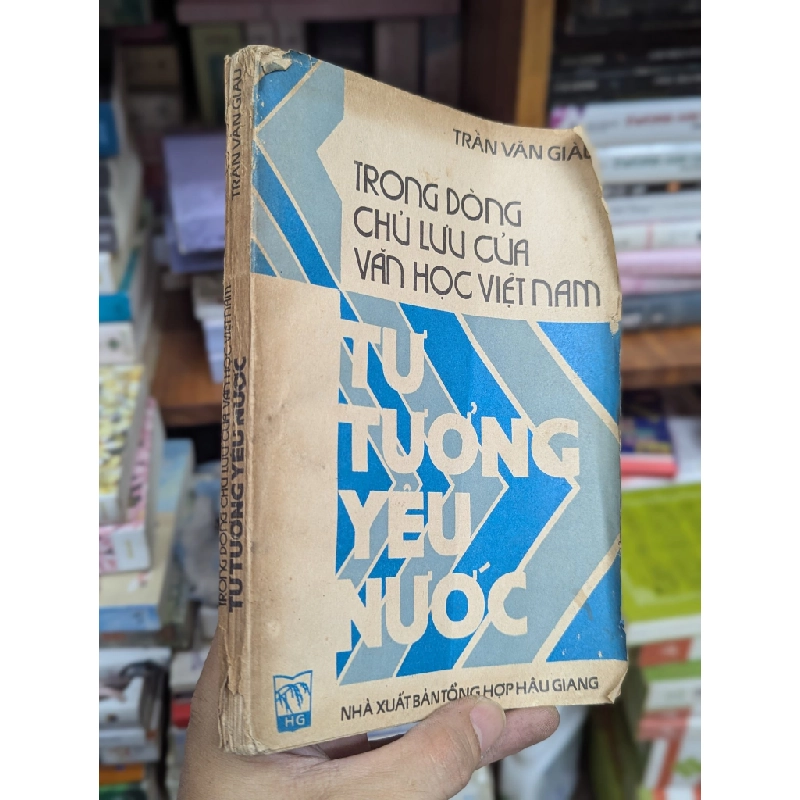 TRẦN VĂN GIÀU
TRONG DÒNG
CHỦ LƯU CỦA
VĂN HỌC VIỆT NAM
TƯ
TƯỞNG
YÊU
NƯỚC
NHÀ XUẤT BẢN TỔNG HỢP HẬU GIANG
HG
TRẦN VĂN GIÀU
TRONG DÒNG CHỦ LƯU CỦA VĂN HỌC VIỆT NAM
TƯ TƯỞNG YÊU NƯỚC